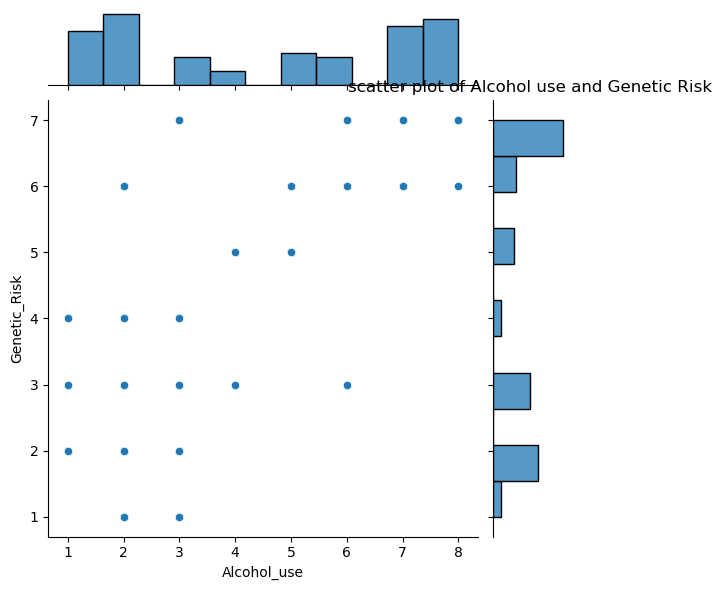 scatter plot of Alcohol use and Genetic Risk
7
6
5
4
3
2
1
Genetic_Risk
1 2 3 4 5 6 7 8
Alcohol_use